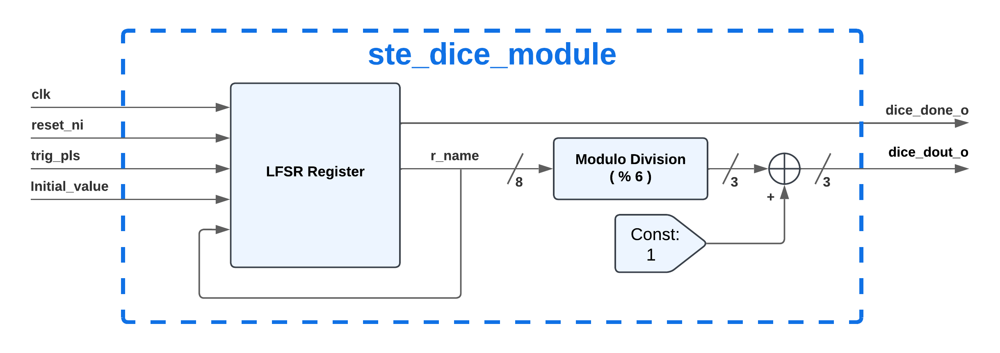 ste_dice_module
clk
reset_ni
trig_pls
Initial_value
LFSR Register
r_name
8
Modulo Division
( % 6 )
3
+
3
Const:
1
dice_done_o
dice_dout_o